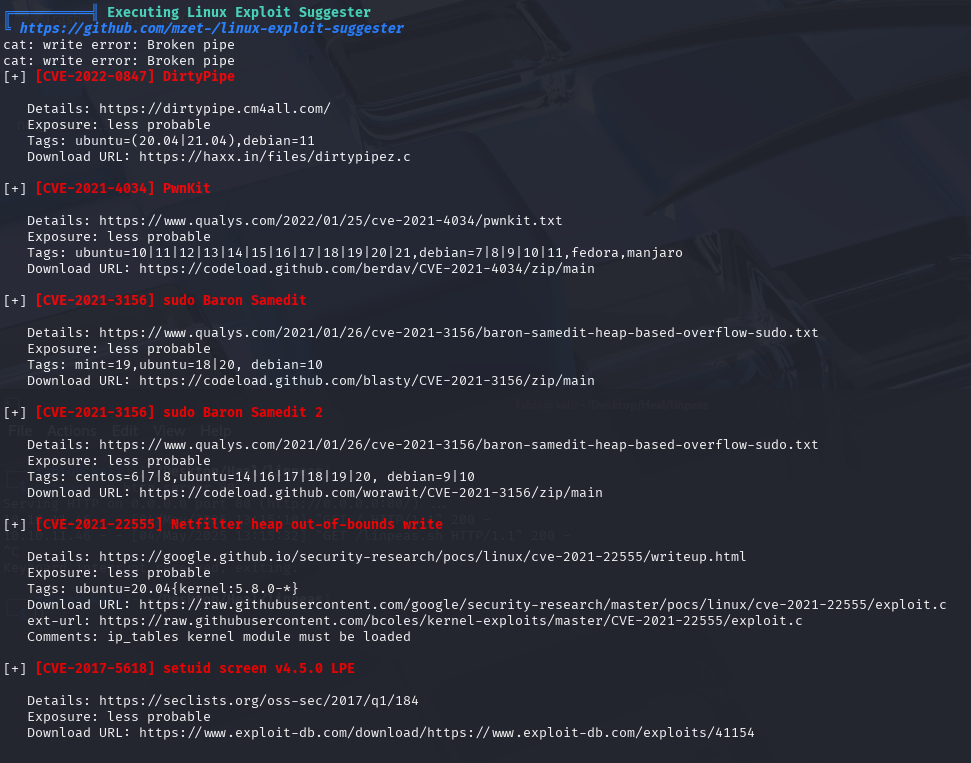 ╔══════════╣ Executing Linux Exploit Suggester
╚ https://github.com/mzet-/linux-exploit-suggester
cat: write error: Broken pipe
cat: write error: Broken pipe
[+] [CVE-2022-0847] DirtyPipe
Details: https://dirtypipe.cm4all.com/
Exposure: less probable
Tags: ubuntu=(20.04|21.04),debian=11
Download URL: https://haxx.in/files/dirtypipez.c
[+] [CVE-2021-4034] PwnKit
Details: https://www.qualys.com/2022/01/25/cve-2021-4034/pwnkit.txt
Exposure: less probable
Tags: ubuntu=10|11|12|13|14|15|16|17|18|19|20|21,debian=7|8|9|10|11,fedora,manjaro
Download URL: https://codeload.github.com/berdav/CVE-2021-4034/zip/main
[+] [CVE-2021-3156] sudo Baron Samedit
Details: https://www.qualys.com/2021/01/26/cve-2021-3156/baron-samedit-heap-based-overflow-sudo.txt
Exposure: less probable
Tags: mint=19,ubuntu=18|20, debian=10
Download URL: https://codeload.github.com/blasty/CVE-2021-3156/zip/main
[+] [CVE-2021-3156] sudo Baron Samedit 2
File Actions Edit View Help
Details: https://www.qualys.com/2021/01/26/cve-2021-3156/baron-samedit-heap-based-overflow-sudo.txt
Exposure: less probable
Tags: centos=6|7|8,ubuntu=14|16|17|18|19|20, debian=9|10
Download URL: https://codeload.github.com/worawit/CVE-2021-3156/zip/main
[+] [CVE-2021-22555] Netfilter heap out-of-bounds write
Details: https://google.github.io/security-research/pocs/linux/cve-2021-22555/writeup.html
Exposure: less probable
Tags: ubuntu=20.04{kernel:5.8.0-*}
Download URL: https://raw.githubusercontent.com/google/security-research/master/pocs/linux/cve-2021-22555/exploit.c
ext-url: https://raw.githubusercontent.com/bcoles/kernel-exploits/master/CVE-2021-22555/exploit.c
Comments: ip_tables kernel module must be loaded
[+] [CVE-2017-5618] setuid screen v4.5.0 LPE
Details: https://seclists.org/oss-sec/2017/q1/184
Exposure: less probable
Download URL: https://www.exploit-db.com/download/https://www.exploit-db.com/exploits/41154